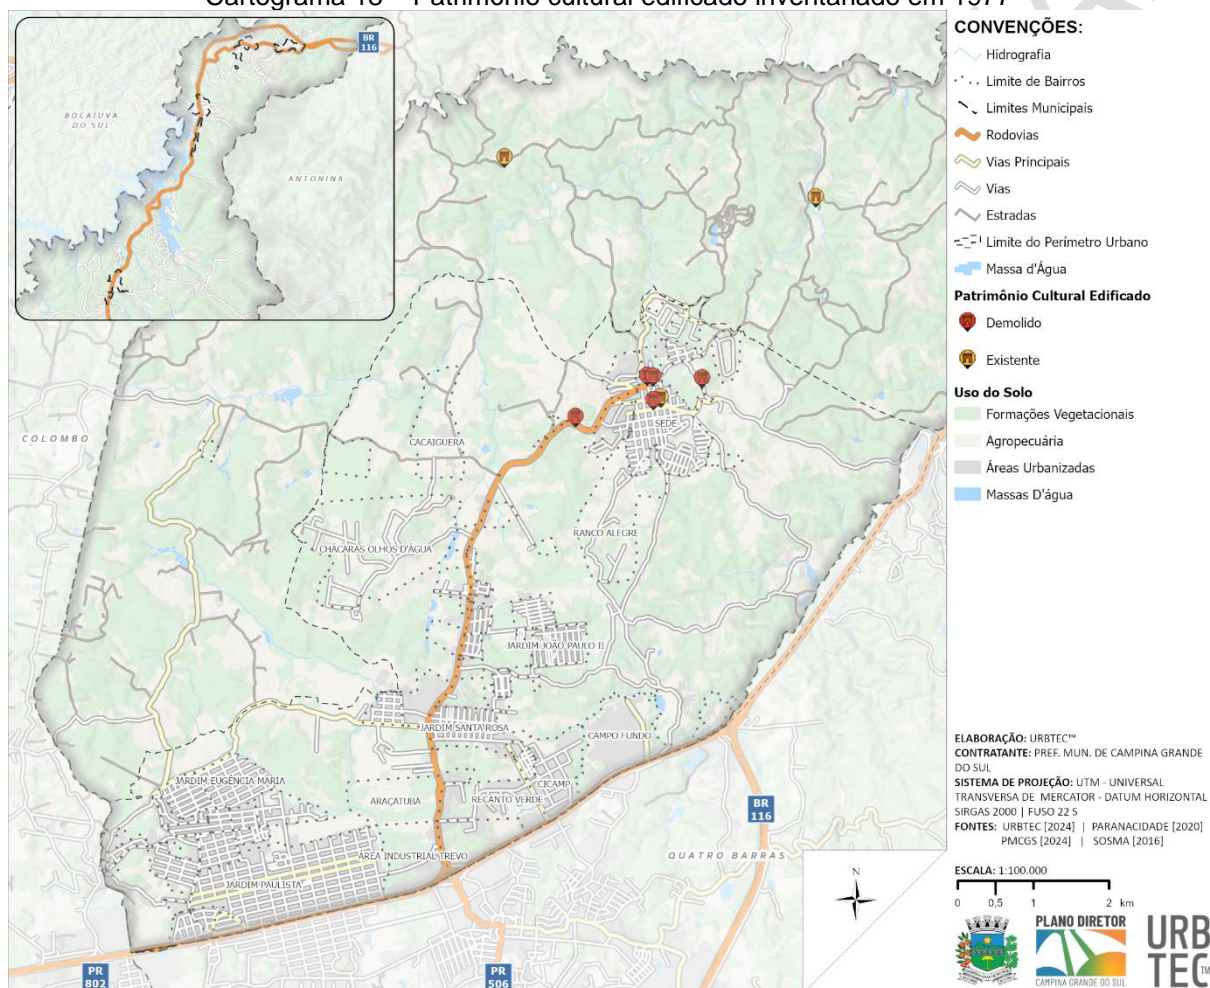 Cartograma 18 – Patrimônio cultural edificado inventariado em 1977
BR
116
BOCAIUVA
DO SUL
ANTONINA
COLOMBO
CACAIGUERA
SEDE
CHÁCARAS OLHOS D'ÁGUA
RANCO ALEGRE
JARDIM JOÃO PAULO II
JARDIM SANTA ROSA
CAMPO FUNDO
JARDIM EUGÊNCIA MARIA
CICAMP
ARAÇATUBA
RECANTO VERDE
BR
116
ÁREA INDUSTRIAL TREVO
QUATRO BARRAS
JARDIM PAULISTA
PR
802
PR
506
N
CONVENÇÕES:
Hidrografia
Limite de Bairros
Limites Municipais
Rodovias
Vias Principais
Vias
Estradas
Limite do Perímetro Urbano
Massa d'Água
Patrimônio Cultural Edificado
Demolido
Existente
Uso do Solo
Formações Vegetacionais
Agropecuária
Áreas Urbanizadas
Massas D'água
ELABORAÇÃO: URBTEC™
CONTRATANTE: PREF. MUN. DE CAMPINA GRANDE
DO SUL
SISTEMA DE PROJEÇÃO: UTM - UNIVERSAL
TRANSVERSA DE MERCATOR - DATUM HORIZONTAL
SIRGAS 2000 | FUSO 22 S
FONTES: URBTEC [2024] | PARANACIDADE [2020]
PMCGS [2024] | SOSMA [2016]
ESCALA: 1:100.000
0 0,5 1 2 km
PLANO DIRETOR
CAMPINA GRANDE DO SUL
URB
TEC™